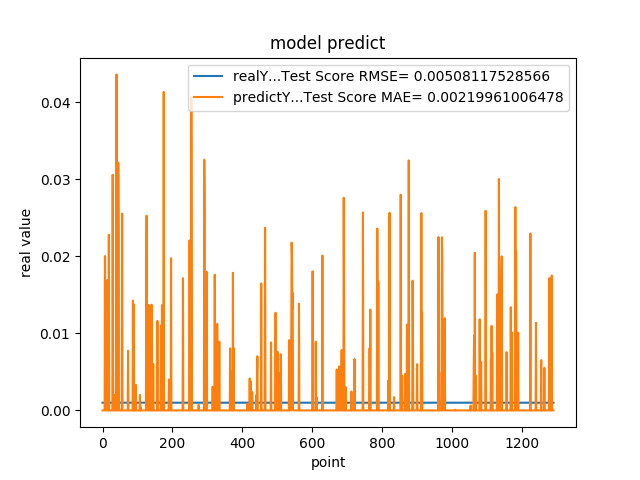 model predict
realY...Test Score RMSE= 0.00508117528566
predictY...Test Score MAE= 0.00219961006478
0.04
0.03
0.02
0.01
0.00
real value
0 200 400 600 800 1000 1200
point